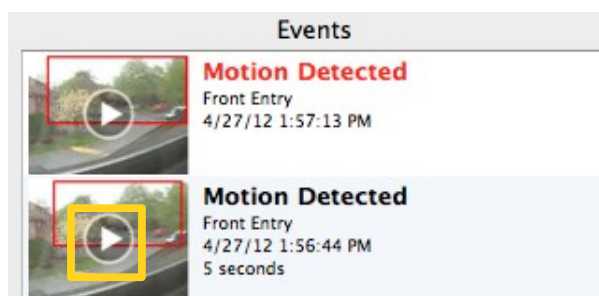 Events
Motion Detected
Front Entry
4/27/12 1:57:13 PM
Motion Detected
Front Entry
4/27/12 1:56:44 PM
5 seconds